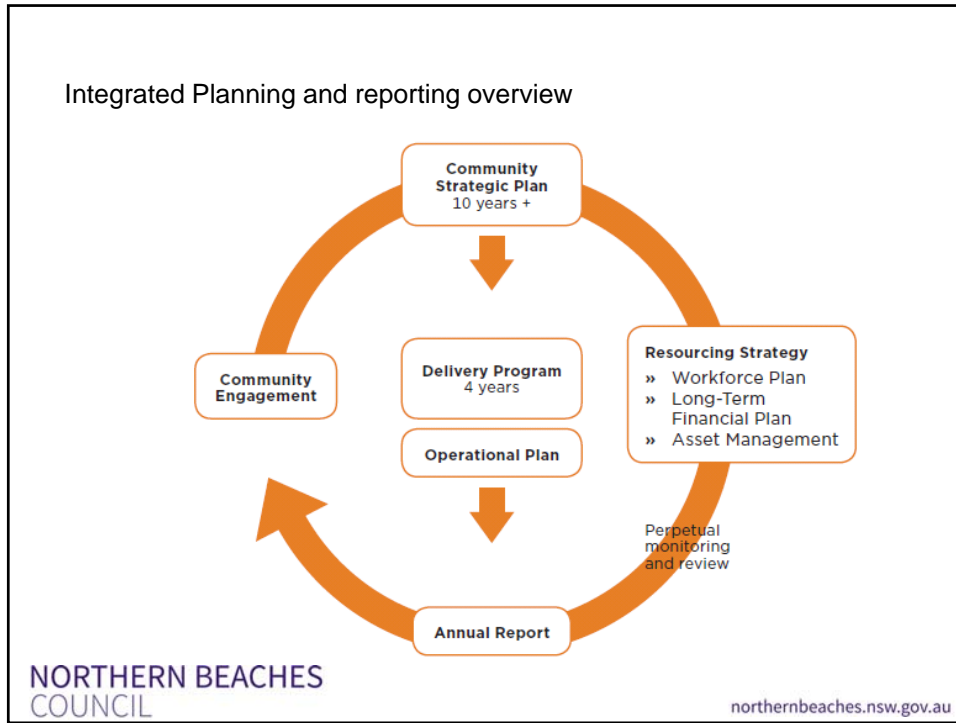 Integrated Planning and reporting overview
Community
Strategic Plan
10 years +
Community
Engagement
Delivery Program
4 years
Operational Plan
Resourcing Strategy
» Workforce Plan
» Long-Term
Financial Plan
» Asset Management
Perpetual
monitoring
and review
Annual Report
NORTHERN BEACHES
COUNCIL
northernbeaches.nsw.gov.au